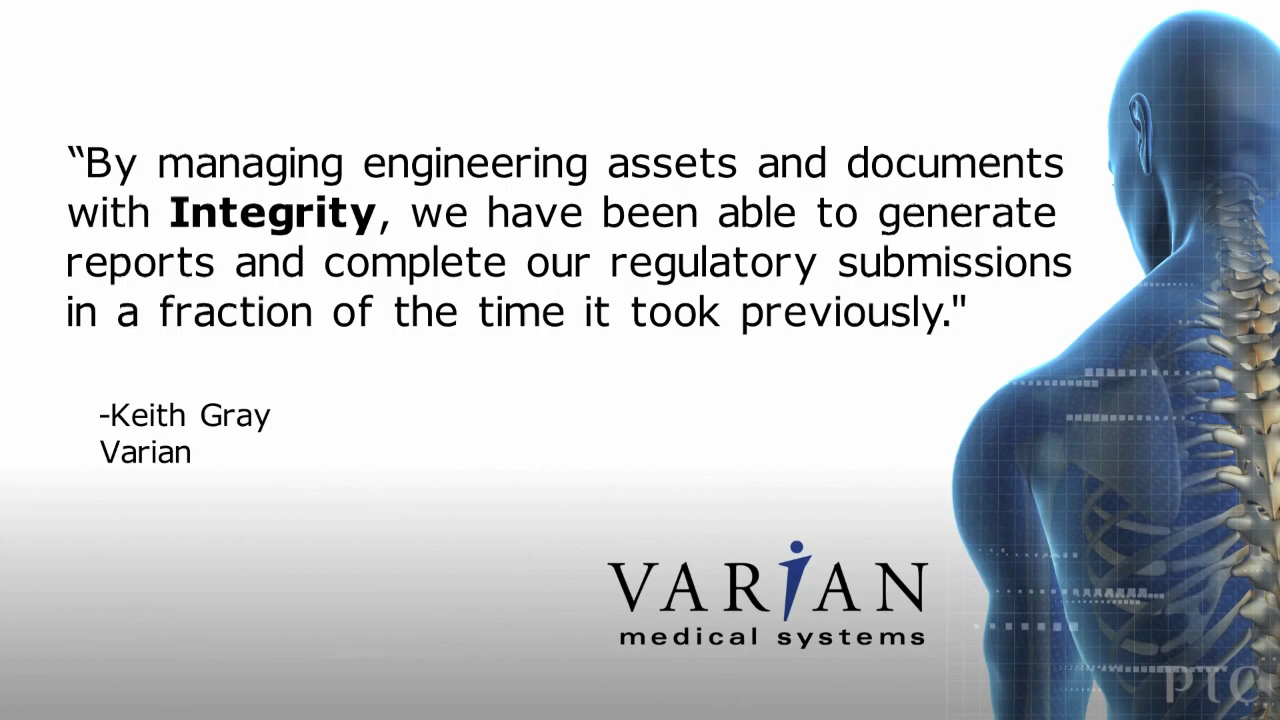 “By managing engineering assets and documents
with Integrity, we have been able to generate
reports and complete our regulatory submissions
in a fraction of the time it took previously."
-Keith Gray
Varian
VARiAN
medical systems
PTC